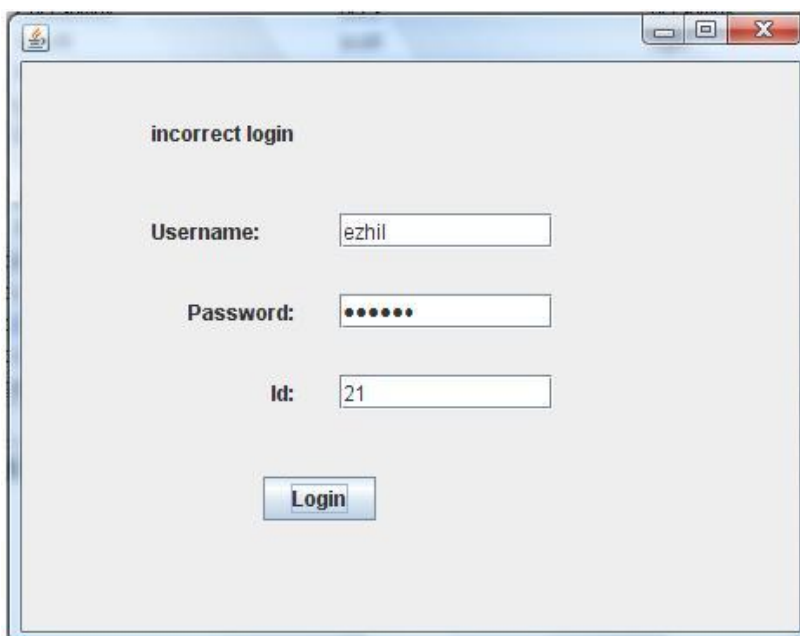 incorrect login
Username: ezhil
Password: ••••••
Id: 21
Login